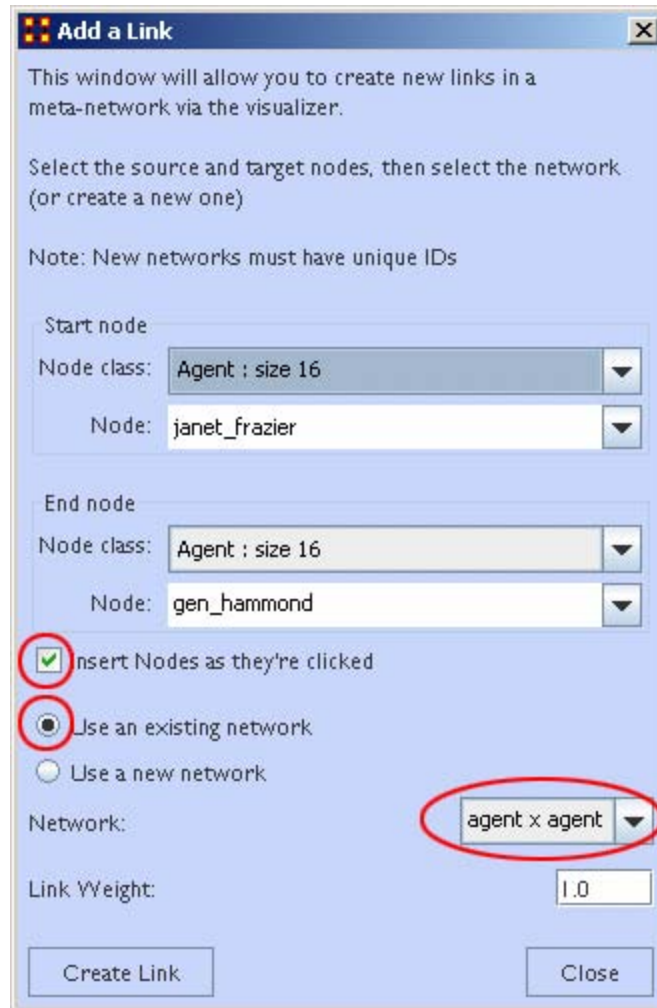 Add a Link
This window will allow you to create new links in a
meta-network via the visualizer.
Select the source and target nodes, then select the network
(or create a new one)
Note: New networks must have unique IDs
Start node
Node class: Agent : size 16
Node: janet_frazier
End node
Node class: Agent : size 16
Node: gen_hammond
Insert Nodes as they're clicked
Use an existing network
Use a new network
Network: agent x agent
Link Weight: 1.0
Create Link Close